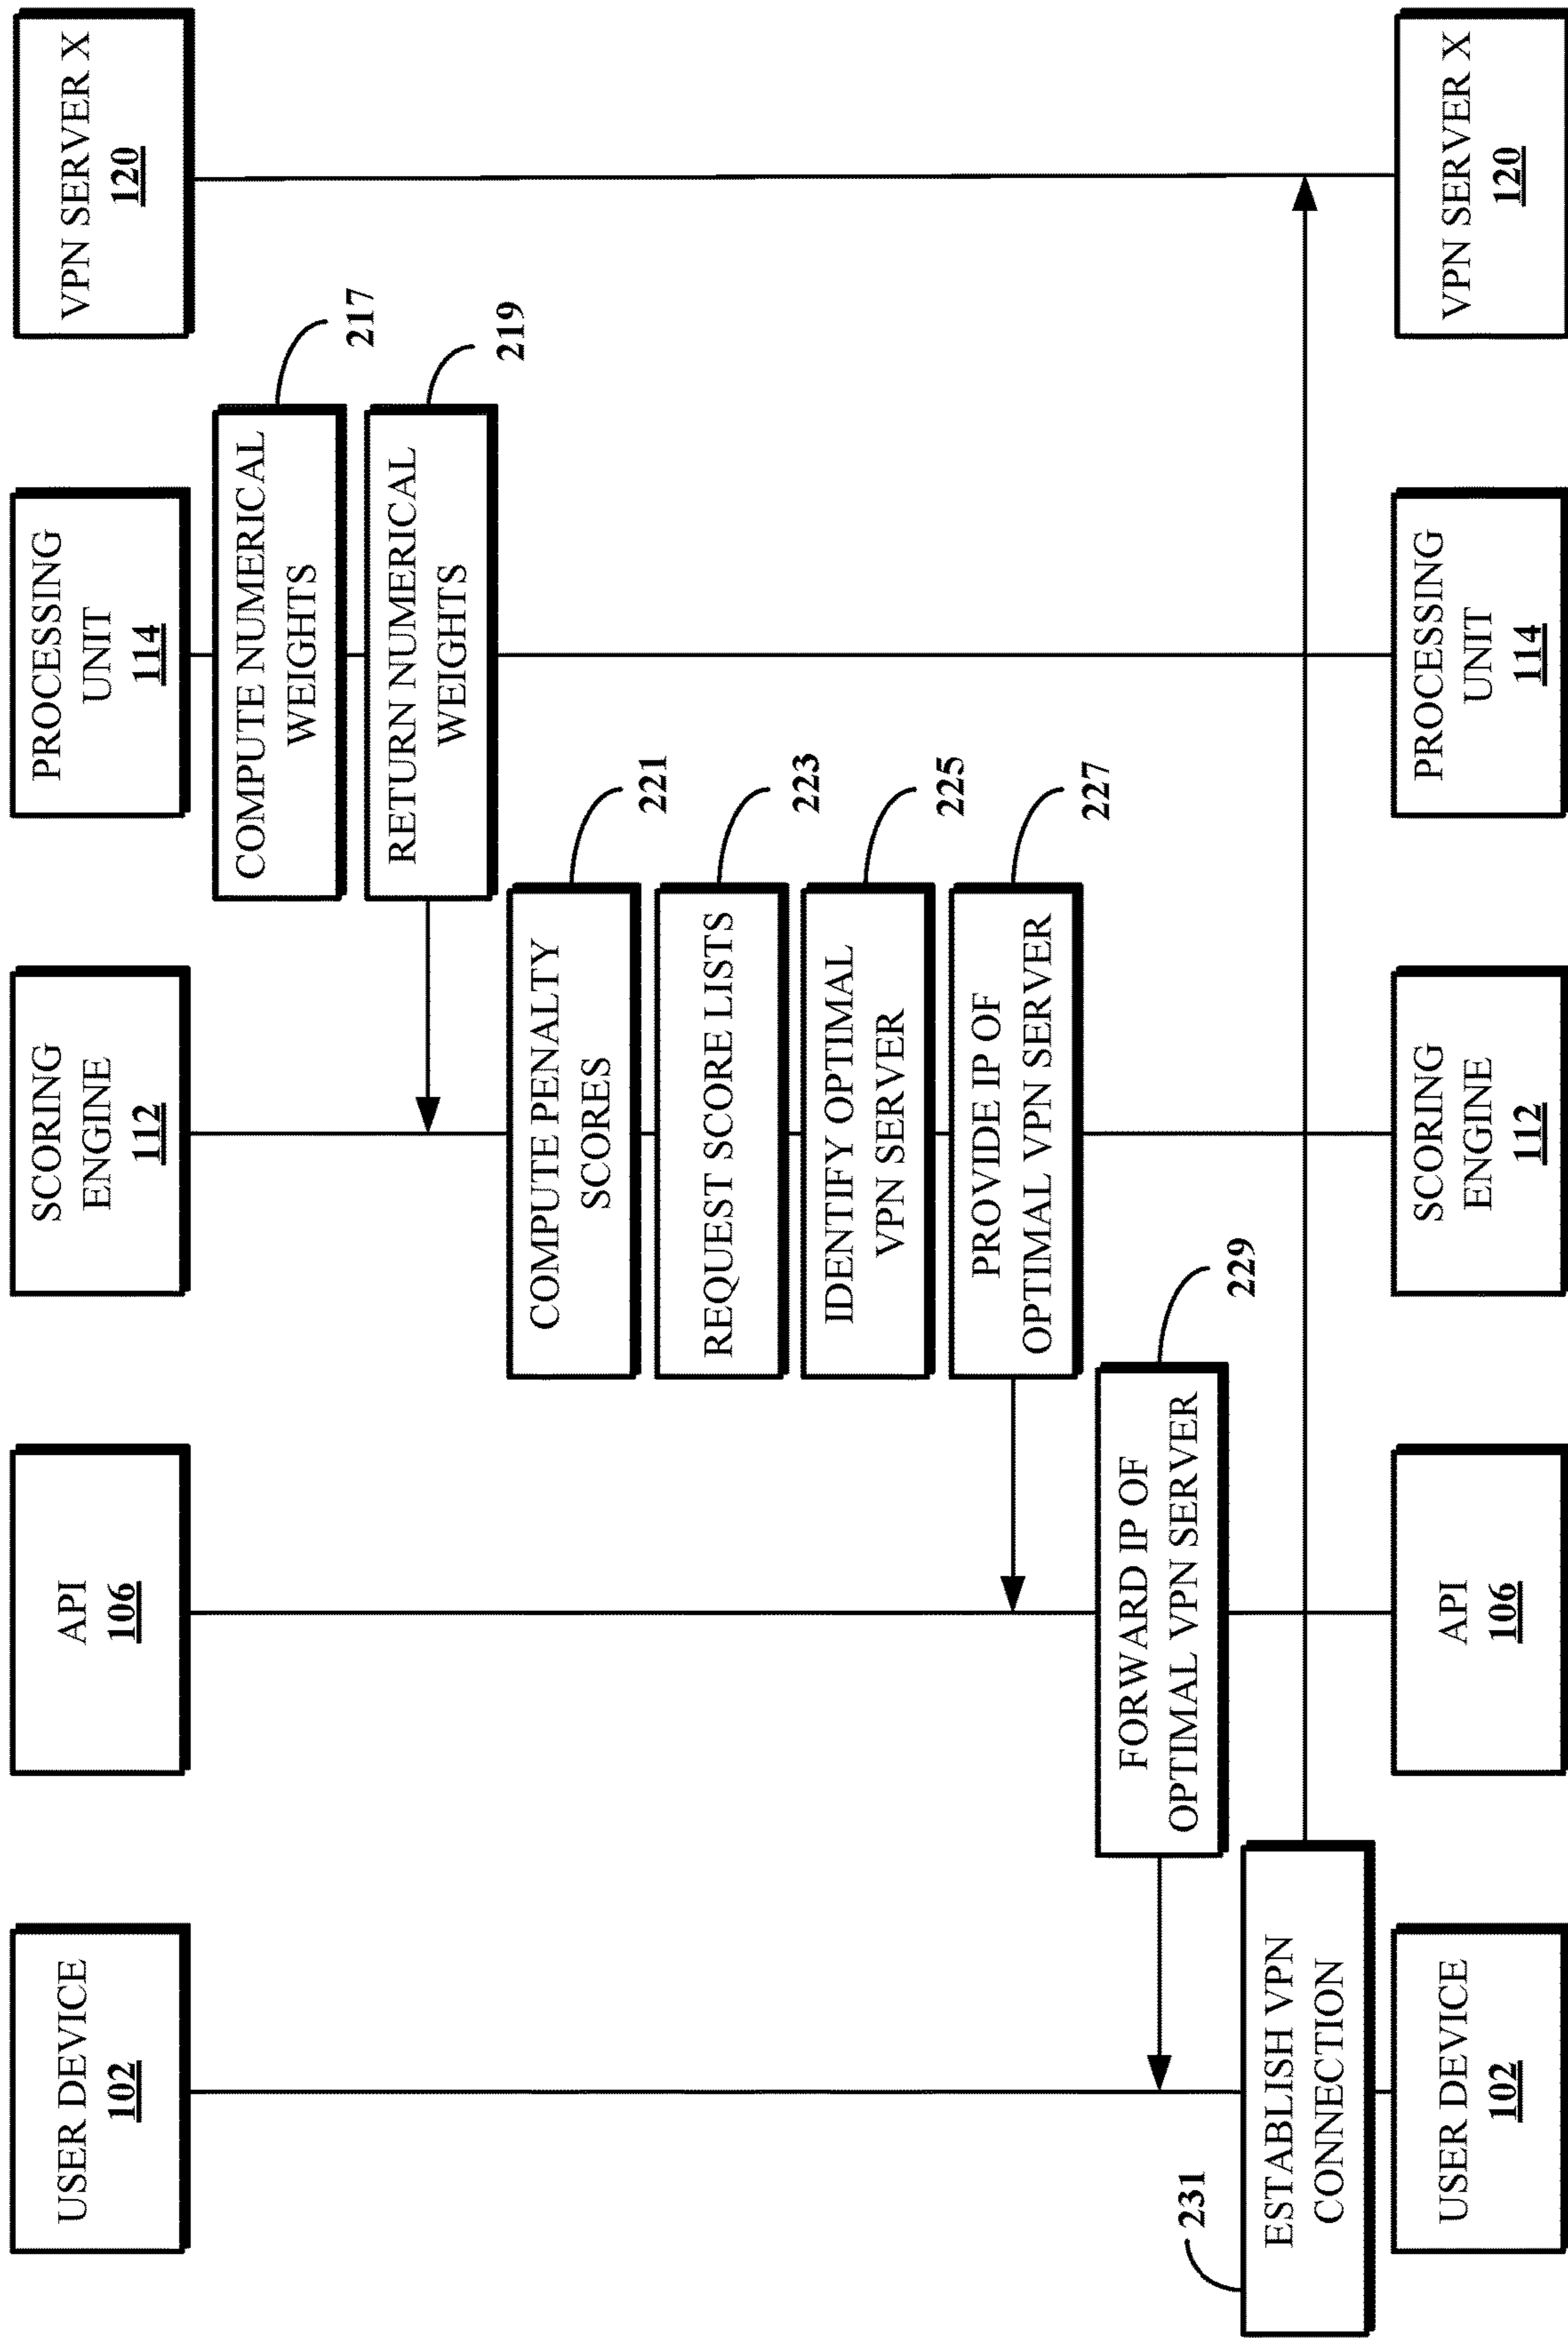 USER DEVICE
102
API
106
SCORING
ENGINE
112
PROCESSING
UNIT
114
VPN SERVER X
120
COMPUTE NUMERICAL
WEIGHTS
217
RETURN NUMERICAL
WEIGHTS
219
COMPUTE PENALTY
SCORES
221
REQUEST SCORE LISTS
223
IDENTIFY OPTIMAL
VPN SERVER
225
PROVIDE IP OF
OPTIMAL VPN SERVER
227
FORWARD IP OF
OPTIMAL VPN SERVER
229
231
ESTABLISH VPN
CONNECTION
USER DEVICE
102
API
106
SCORING
ENGINE
112
PROCESSING
UNIT
114
VPN SERVER X
120